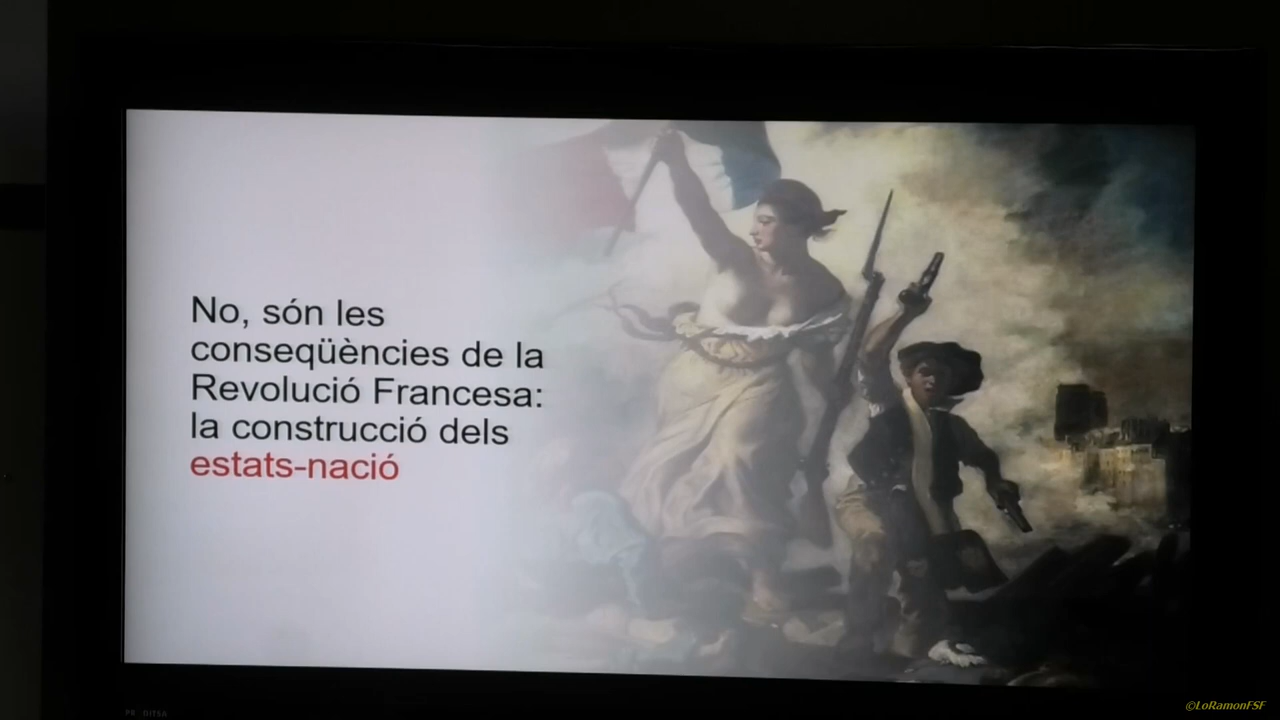 No, són les
conseqüències de la
Revolució Francesa:
la construcció dels
estats-nació
©LoRamonFSF